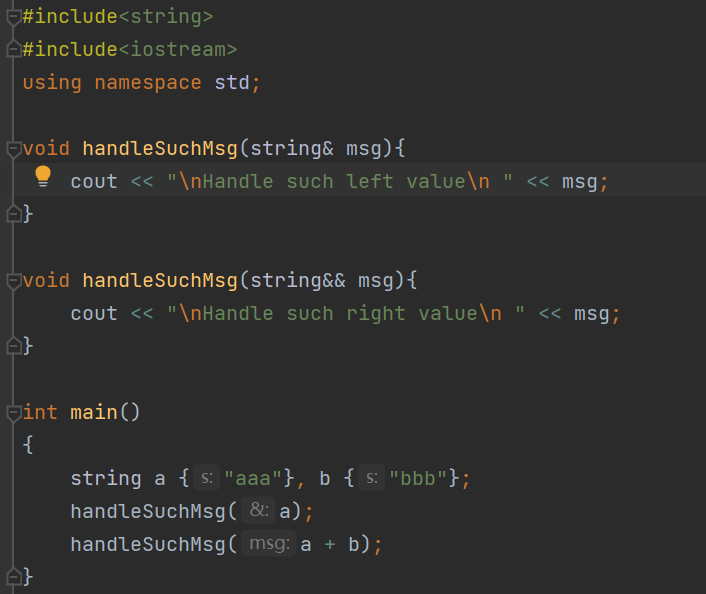 #include<string>
#include<iostream>
using namespace std;
void handleSuchMsg(string& msg){
cout << "\nHandle such left value\n " << msg;
}
void handleSuchMsg(string&& msg){
cout << "\nHandle such right value\n " << msg;
}
int main()
{
string a { s: "aaa"}, b { s: "bbb"};
handleSuchMsg( &: a);
handleSuchMsg( msg: a + b);
}